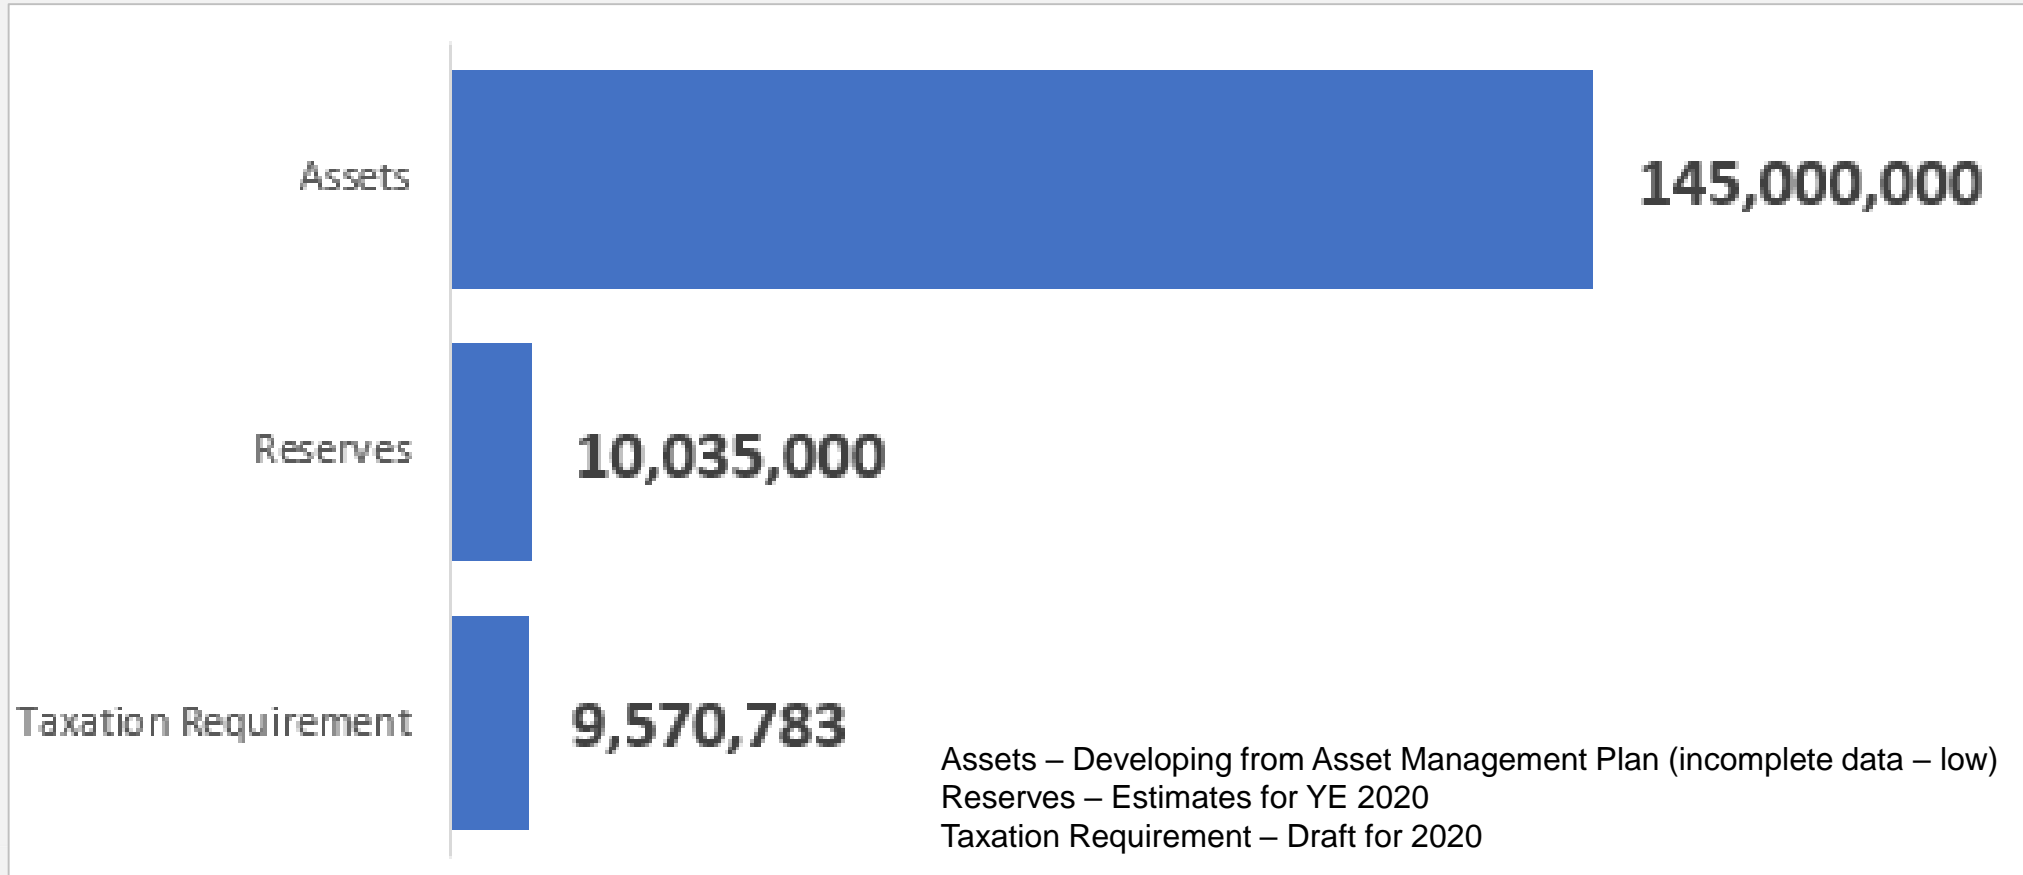 Assets
145,000,000
Reserves
10,035,000
Taxation Requirement
9,570,783
Assets – Developing from Asset Management Plan (incomplete data – low)
Reserves – Estimates for YE 2020
Taxation Requirement – Draft for 2020